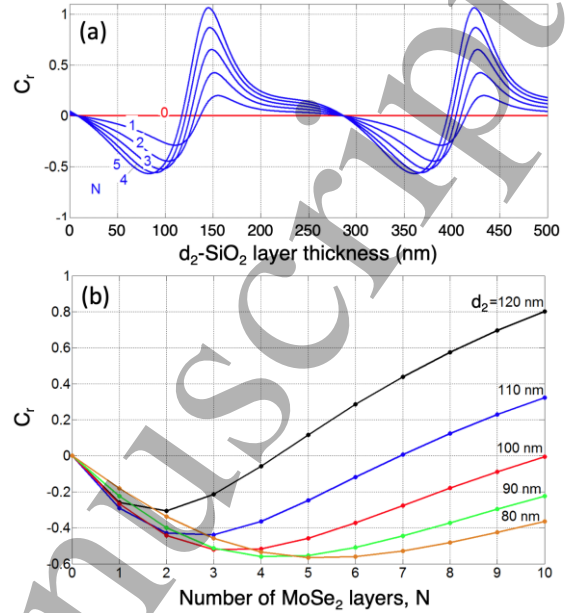 (a)
1
0.5
0
-0.5
-1
C_r
0
1
2
3
5
4
N
0 50 100 150 200 250 300 350 400 450 500
d₂-SiO₂ layer thickness (nm)
(b)
1
0.8
0.6
0.4
0.2
0
-0.2
-0.4
-0.6
C_r
d₂=120 nm
110 nm
100 nm
90 nm
80 nm
0 1 2 3 4 5 6 7 8 9 10
Number of MoSe₂ layers, N
nuscript